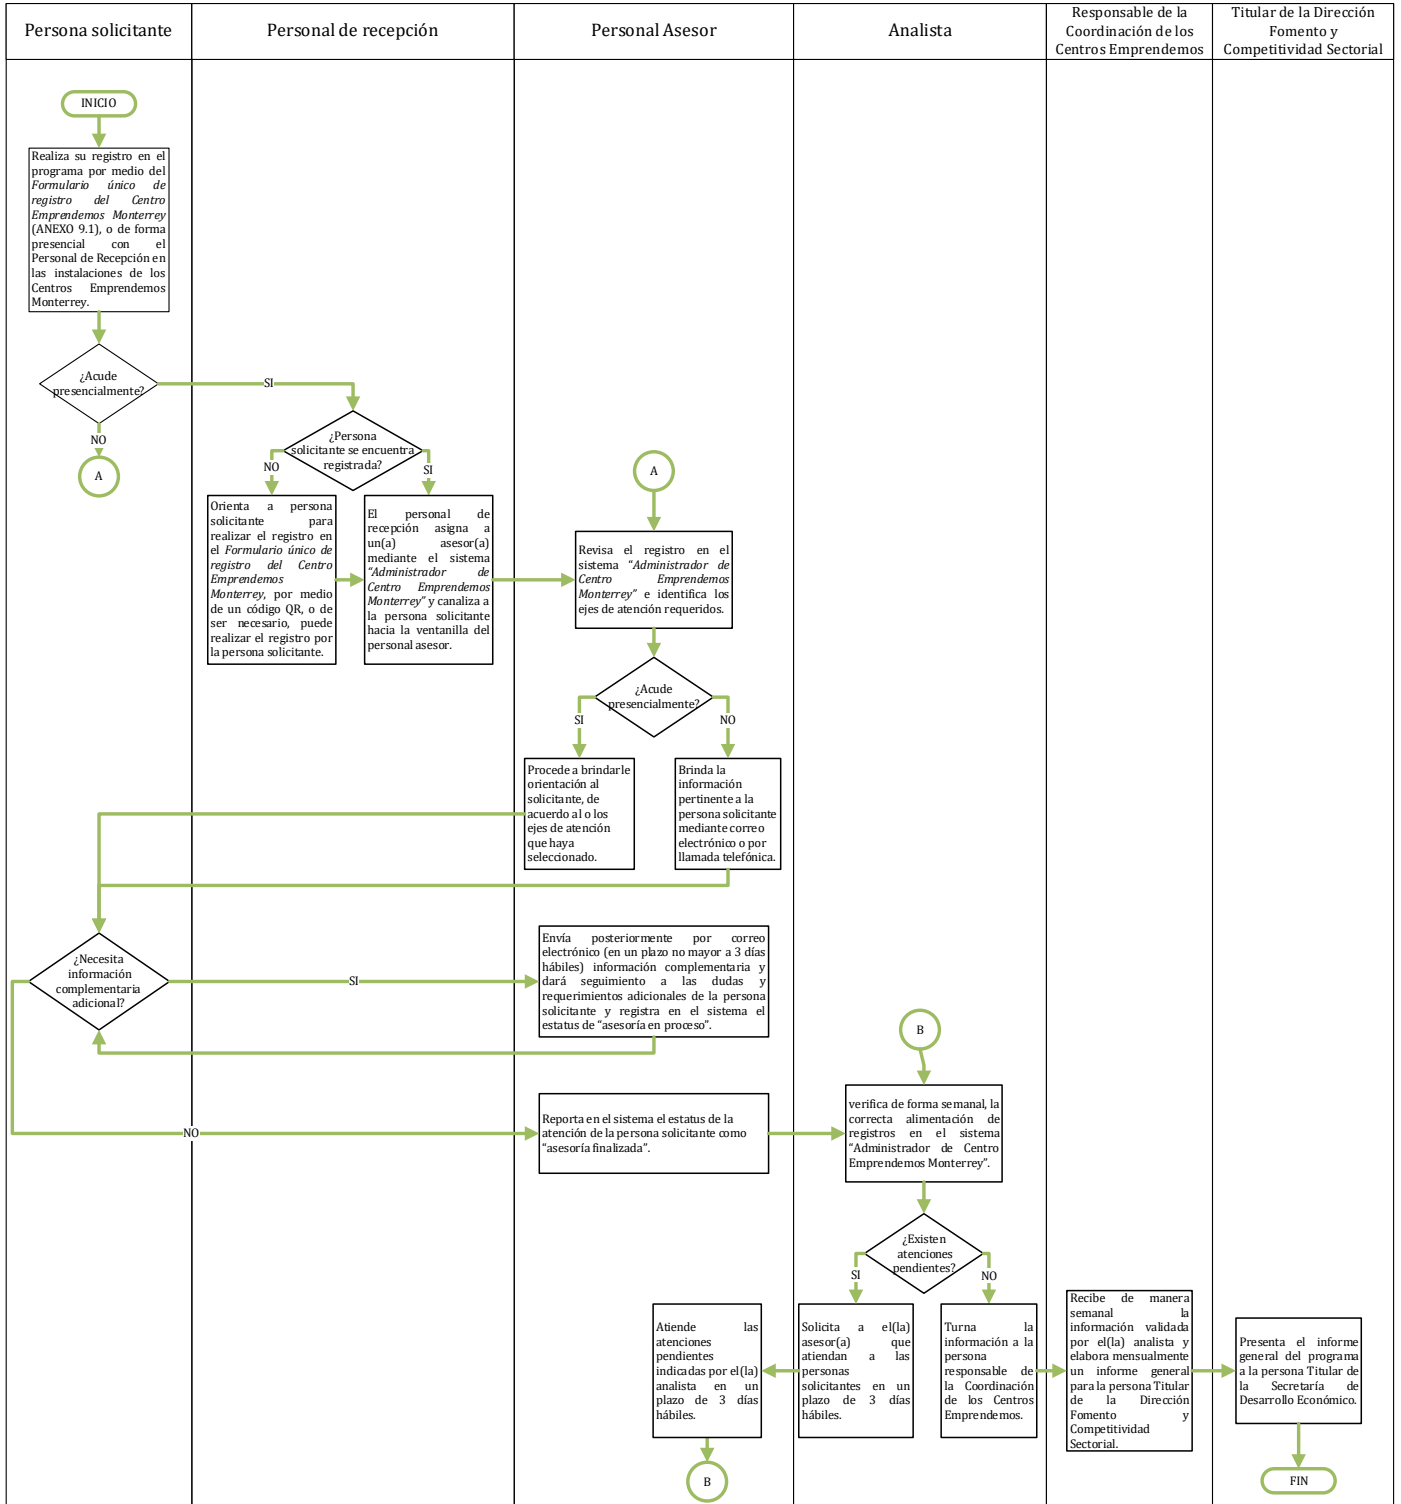 Persona solicitante
Personal de recepción
Personal Asesor
Analista
Responsable de la
Coordinación de los
Centros Emprendemos
Titular de la Dirección
Fomento y
Competitividad Sectorial
INICIO
Realiza su registro en el
programa por medio del
Formulario único de
registro del Centro
Emprendemos Monterrey
(ANEXO 9.1), o de forma
presencial con el
Personal de Recepción en
las instalaciones de los
Centros Emprendemos
Monterrey.
¿Acude
presencialmente?
SI
NO
A
¿Persona
solicitante se encuentra
registrada?
NO
SI
Orienta a persona
solicitante para
realizar el registro en
el Formulario único de
registro del Centro
Emprendemos
Monterrey, por medio
de un código QR, o de
ser necesario, puede
realizar el registro por
la persona solicitante.
El personal de
recepción asigna a
un(a) asesor(a)
mediante el sistema
“Administrador de
Centro Emprendemos
Monterrey” y canaliza a
la persona solicitante
hacia la ventanilla del
personal asesor.
A
Revisa el registro en el
sistema “Administrador de
Centro Emprendemos
Monterrey” e identifica los
ejes de atención requeridos.
¿Acude
presencialmente?
SI
NO
Procede a brindarle
orientación al
solicitante, de
acuerdo al o los
ejes de atención
que haya
seleccionado.
Brinda la
información
pertinente a la
persona solicitante
mediante correo
electrónico o por
llamada telefónica.
¿Necesita
información
complementaria
adicional?
SI
Envía posteriormente por correo
electrónico (en un plazo no mayor a 3 días
hábiles) información complementaria y
dará seguimiento a las dudas y
requerimientos adicionales de la persona
solicitante y registra en el sistema el
estatus de “asesoría en proceso”.
NO
Reporta en el sistema el estatus de la
atención de la persona solicitante como
“asesoría finalizada”.
B
verifica de forma semanal, la
correcta alimentación de
registros en el sistema
“Administrador de Centro
Emprendemos Monterrey”.
¿Existen
atenciones
pendientes?
SI
NO
Atiende las
atenciones
pendientes
indicadas por el(la)
analista en un
plazo de 3 días
hábiles.
B
Solicita a el(la)
asesor(a) que
atiendan a las
personas
solicitantes en un
plazo de 3 días
hábiles.
Turna la
información a la
persona
responsable de
la Coordinación
de los Centros
Emprendemos.
Recibe de manera
semanal la
información validada
por el(la) analista y
elabora mensualmente
un informe general
para la persona Titular
de la Dirección
Fomento y
Competitividad
Sectorial.
Presenta el informe
general del programa
a la persona Titular de
la Secretaría de
Desarrollo Económico.
FIN